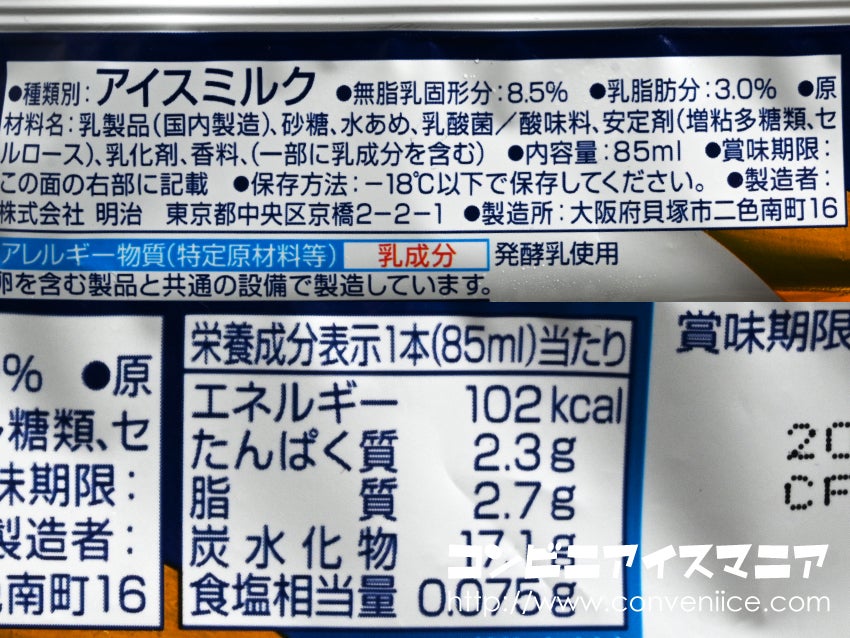 ●種類別：アイスミルク ●無脂乳固形分：8.5% ●乳脂肪分：3.0% ●原
材料名：乳製品（国内製造）、砂糖、水あめ、乳酸菌／酸味料、安定剤（増粘多糖類、セ
ルロース）、乳化剤、香料、（一部に乳成分を含む） ●内容量：85ml ●賞味期限：
この面の右部に記載 ●保存方法：−18℃以下で保存してください。 ●製造者：
株式会社 明治 東京都中央区京橋2−2−1 ●製造所：大阪府貝塚市二色南町16
アレルギー物質（特定原材料等） 乳成分 発酵乳使用
卵を含む製品と共通の設備で製造しています。
栄養成分表示1本(85ml)当たり
エネルギー 102kcal
たんぱく質 2.3g
脂質 2.7g
炭水化物 17.1g
食塩相当量 0.075g
% ●原
糖類、セ
味期限：
製造者：
南町16
賞味期限
20
CF
コンビニアイスマニア
http://www.conveniice.com